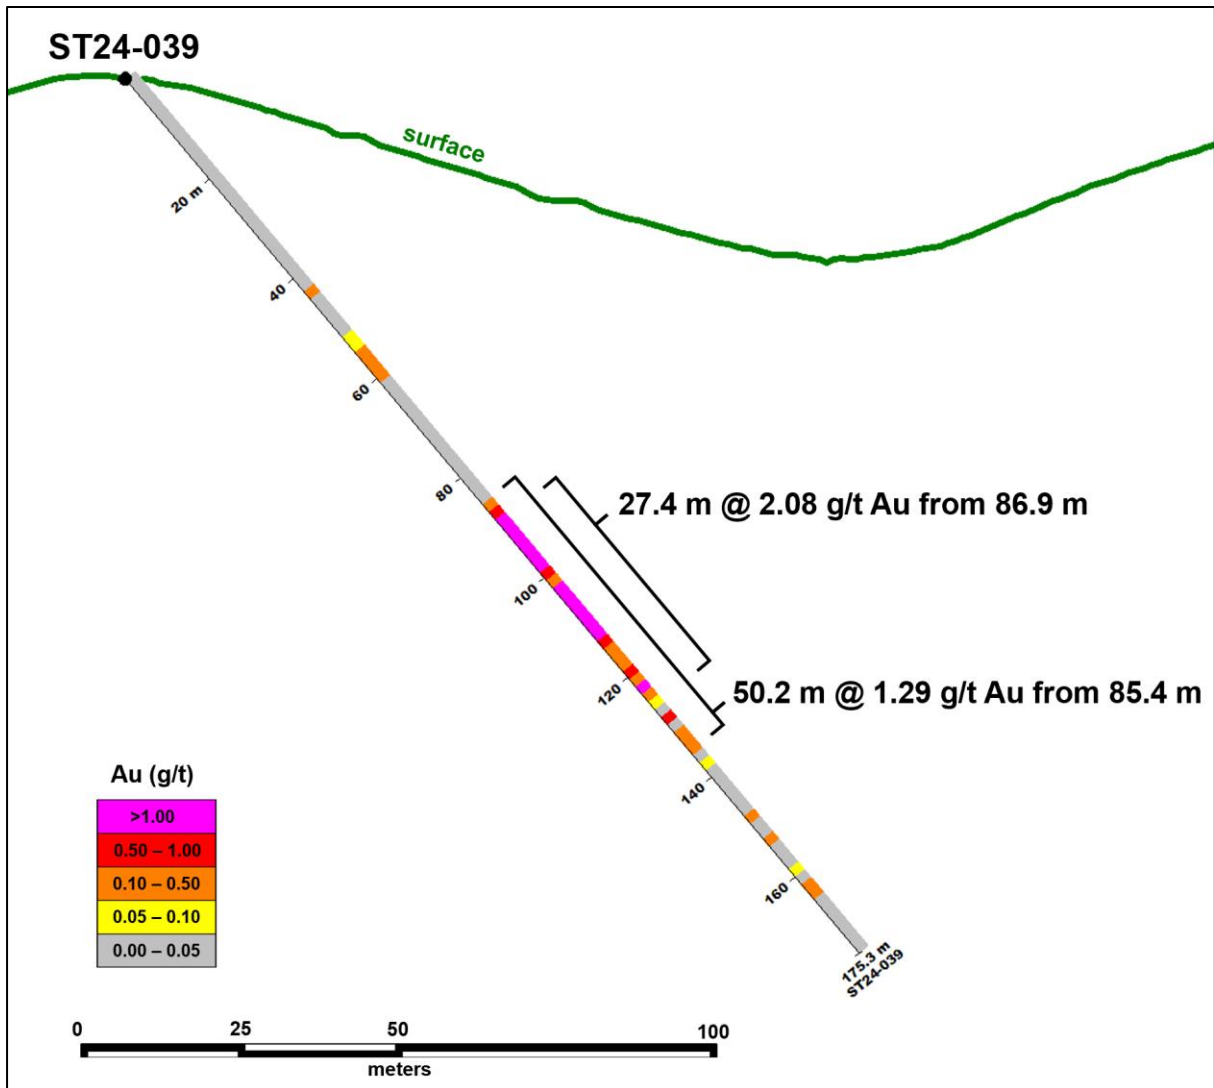 ST24-039
surface
20 m
40
60
80
27.4 m @ 2.08 g/t Au from 86.9 m
100
120
50.2 m @ 1.29 g/t Au from 85.4 m
140
160
175.3 m
ST24-039
Au (g/t)
>1.00
0.50 – 1.00
0.10 – 0.50
0.05 – 0.10
0.00 – 0.05
0 25 50 100
meters